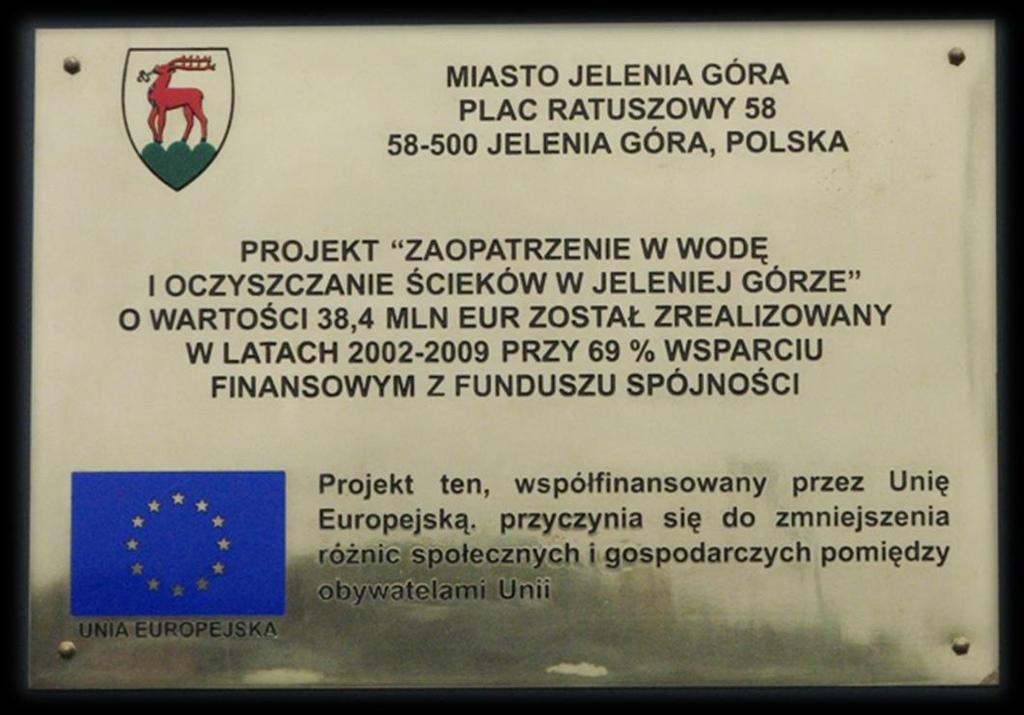 MIASTO JELENIA GÓRA
PLAC RATUSZOWY 58
58-500 JELENIA GÓRA, POLSKA
PROJEKT “ZAOPATRZENIE W WODĘ
I OCZYSZCZANIE ŚCIEKÓW W JELENIEJ GÓRZE”
O WARTOŚCI 38,4 MLN EUR ZOSTAŁ ZREALIZOWANY
W LATACH 2002-2009 PRZY 69 % WSPARCIU
FINANSOWYM Z FUNDUSZU SPÓJNOŚCI
Projekt ten, współfinansowany przez Unię
Europejską. przyczynia się do zmniejszenia
różnic społecznych i gospodarczych pomiędzy
obywatelami Unii
UNIA EUROPEJSKA